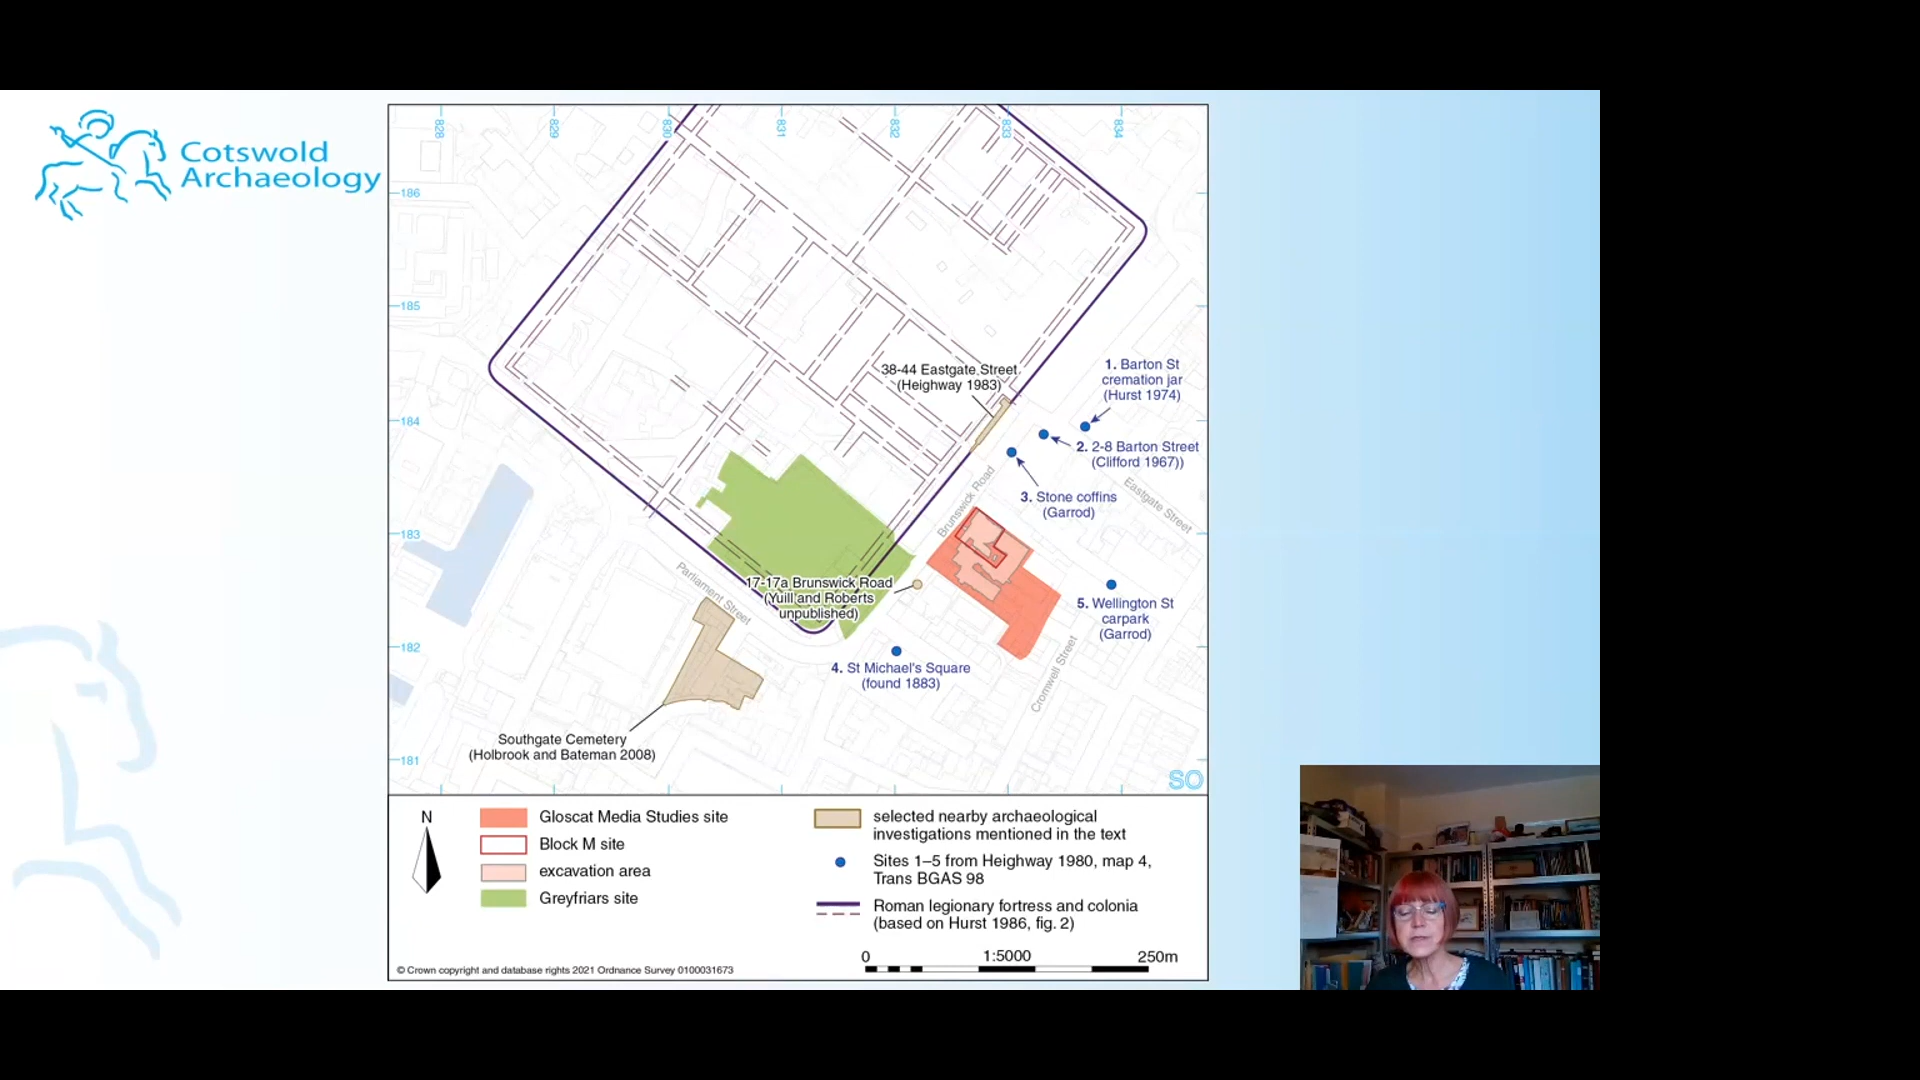 Cotswold
Archaeology
828
829
830
831
832
833
834
186
185
184
183
182
181
38-44 Eastgate Street
(Heighway 1983)
1. Barton St
cremation jar
(Hurst 1974)
2. 2-8 Barton Street
(Clifford 1967))
3. Stone coffins
(Garrod)
Brunswick Road
Eastgate Street
Parliament Street
17-17a Brunswick Road
(Yuill and Roberts
unpublished)
5. Wellington St
carpark
(Garrod)
4. St Michael's Square
(found 1883)
Cromwell Street
Southgate Cemetery
(Holbrook and Bateman 2008)
SO
N
Gloscat Media Studies site
Block M site
excavation area
Greyfriars site
selected nearby archaeological
investigations mentioned in the text
Sites 1–5 from Heighway 1980, map 4,
Trans BGAS 98
Roman legionary fortress and colonia
(based on Hurst 1986, fig. 2)
0 1:5000 250m
© Crown copyright and database rights 2021 Ordnance Survey 0100031673